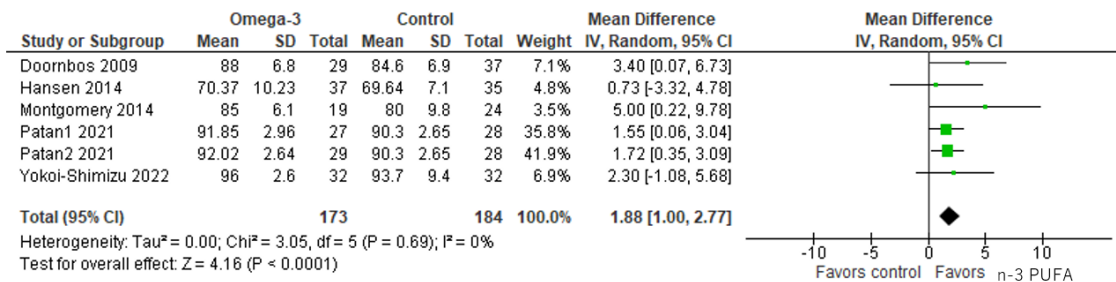 Omega-3 Control Mean Difference Mean Difference
Study or Subgroup Mean SD Total Mean SD Total Weight IV, Random, 95% CI IV, Random, 95% CI
Doornbos 2009 88 6.8 29 84.6 6.9 37 7.1% 3.40 [0.07, 6.73]
Hansen 2014 70.37 10.23 37 69.64 7.1 35 4.8% 0.73 [-3.32, 4.78]
Montgomery 2014 85 6.1 19 80 9.8 24 3.5% 5.00 [0.22, 9.78]
Patan1 2021 91.85 2.96 27 90.3 2.65 28 35.8% 1.55 [0.06, 3.04]
Patan2 2021 92.02 2.64 29 90.3 2.65 28 41.9% 1.72 [0.35, 3.09]
Yokoi-Shimizu 2022 96 2.6 32 93.7 9.4 32 6.9% 2.30 [-1.08, 5.68]
Total (95% CI) 173 184 100.0% 1.88 [1.00, 2.77]
Heterogeneity: Tau² = 0.00; Chi² = 3.05, df = 5 (P = 0.69); I² = 0%
Test for overall effect: Z = 4.16 (P < 0.0001)
-10 -5 0 5 10
Favors control Favors n-3 PUFA